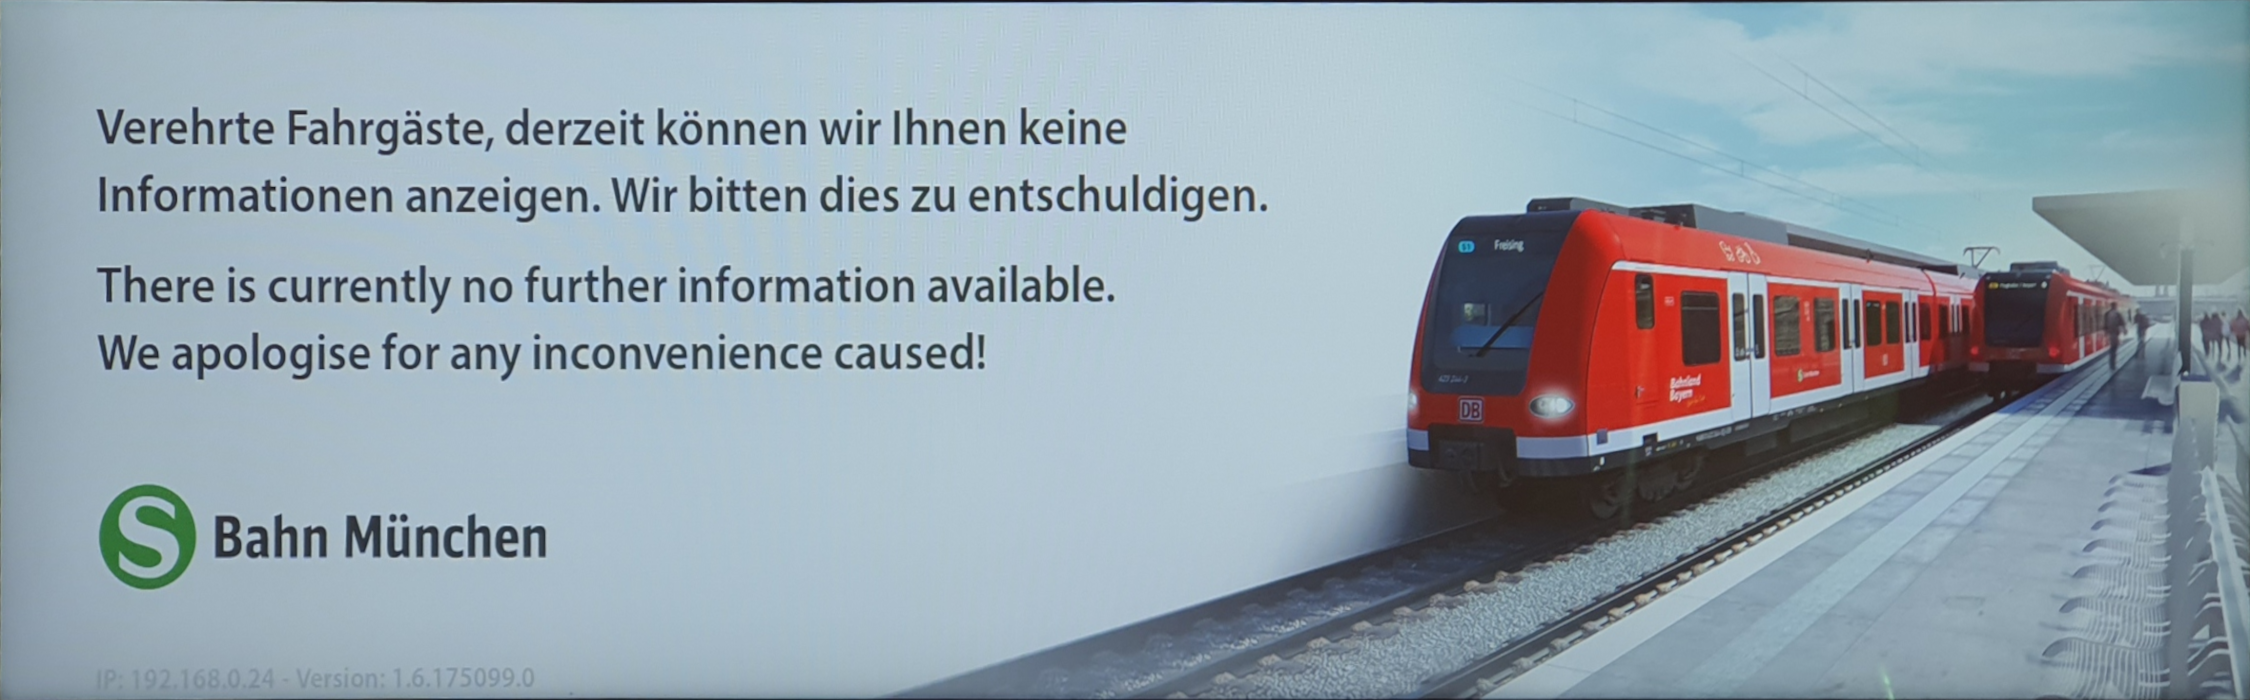 Verehrte Fahrgäste, derzeit können wir Ihnen keine
Informationen anzeigen. Wir bitten dies zu entschuldigen.
There is currently no further information available.
We apologise for any inconvenience caused!
S Bahn München
IP: 192.168.0.24 - Version: 1.6.175099.0
S1 Freising
DB
Bahnland
Bayern